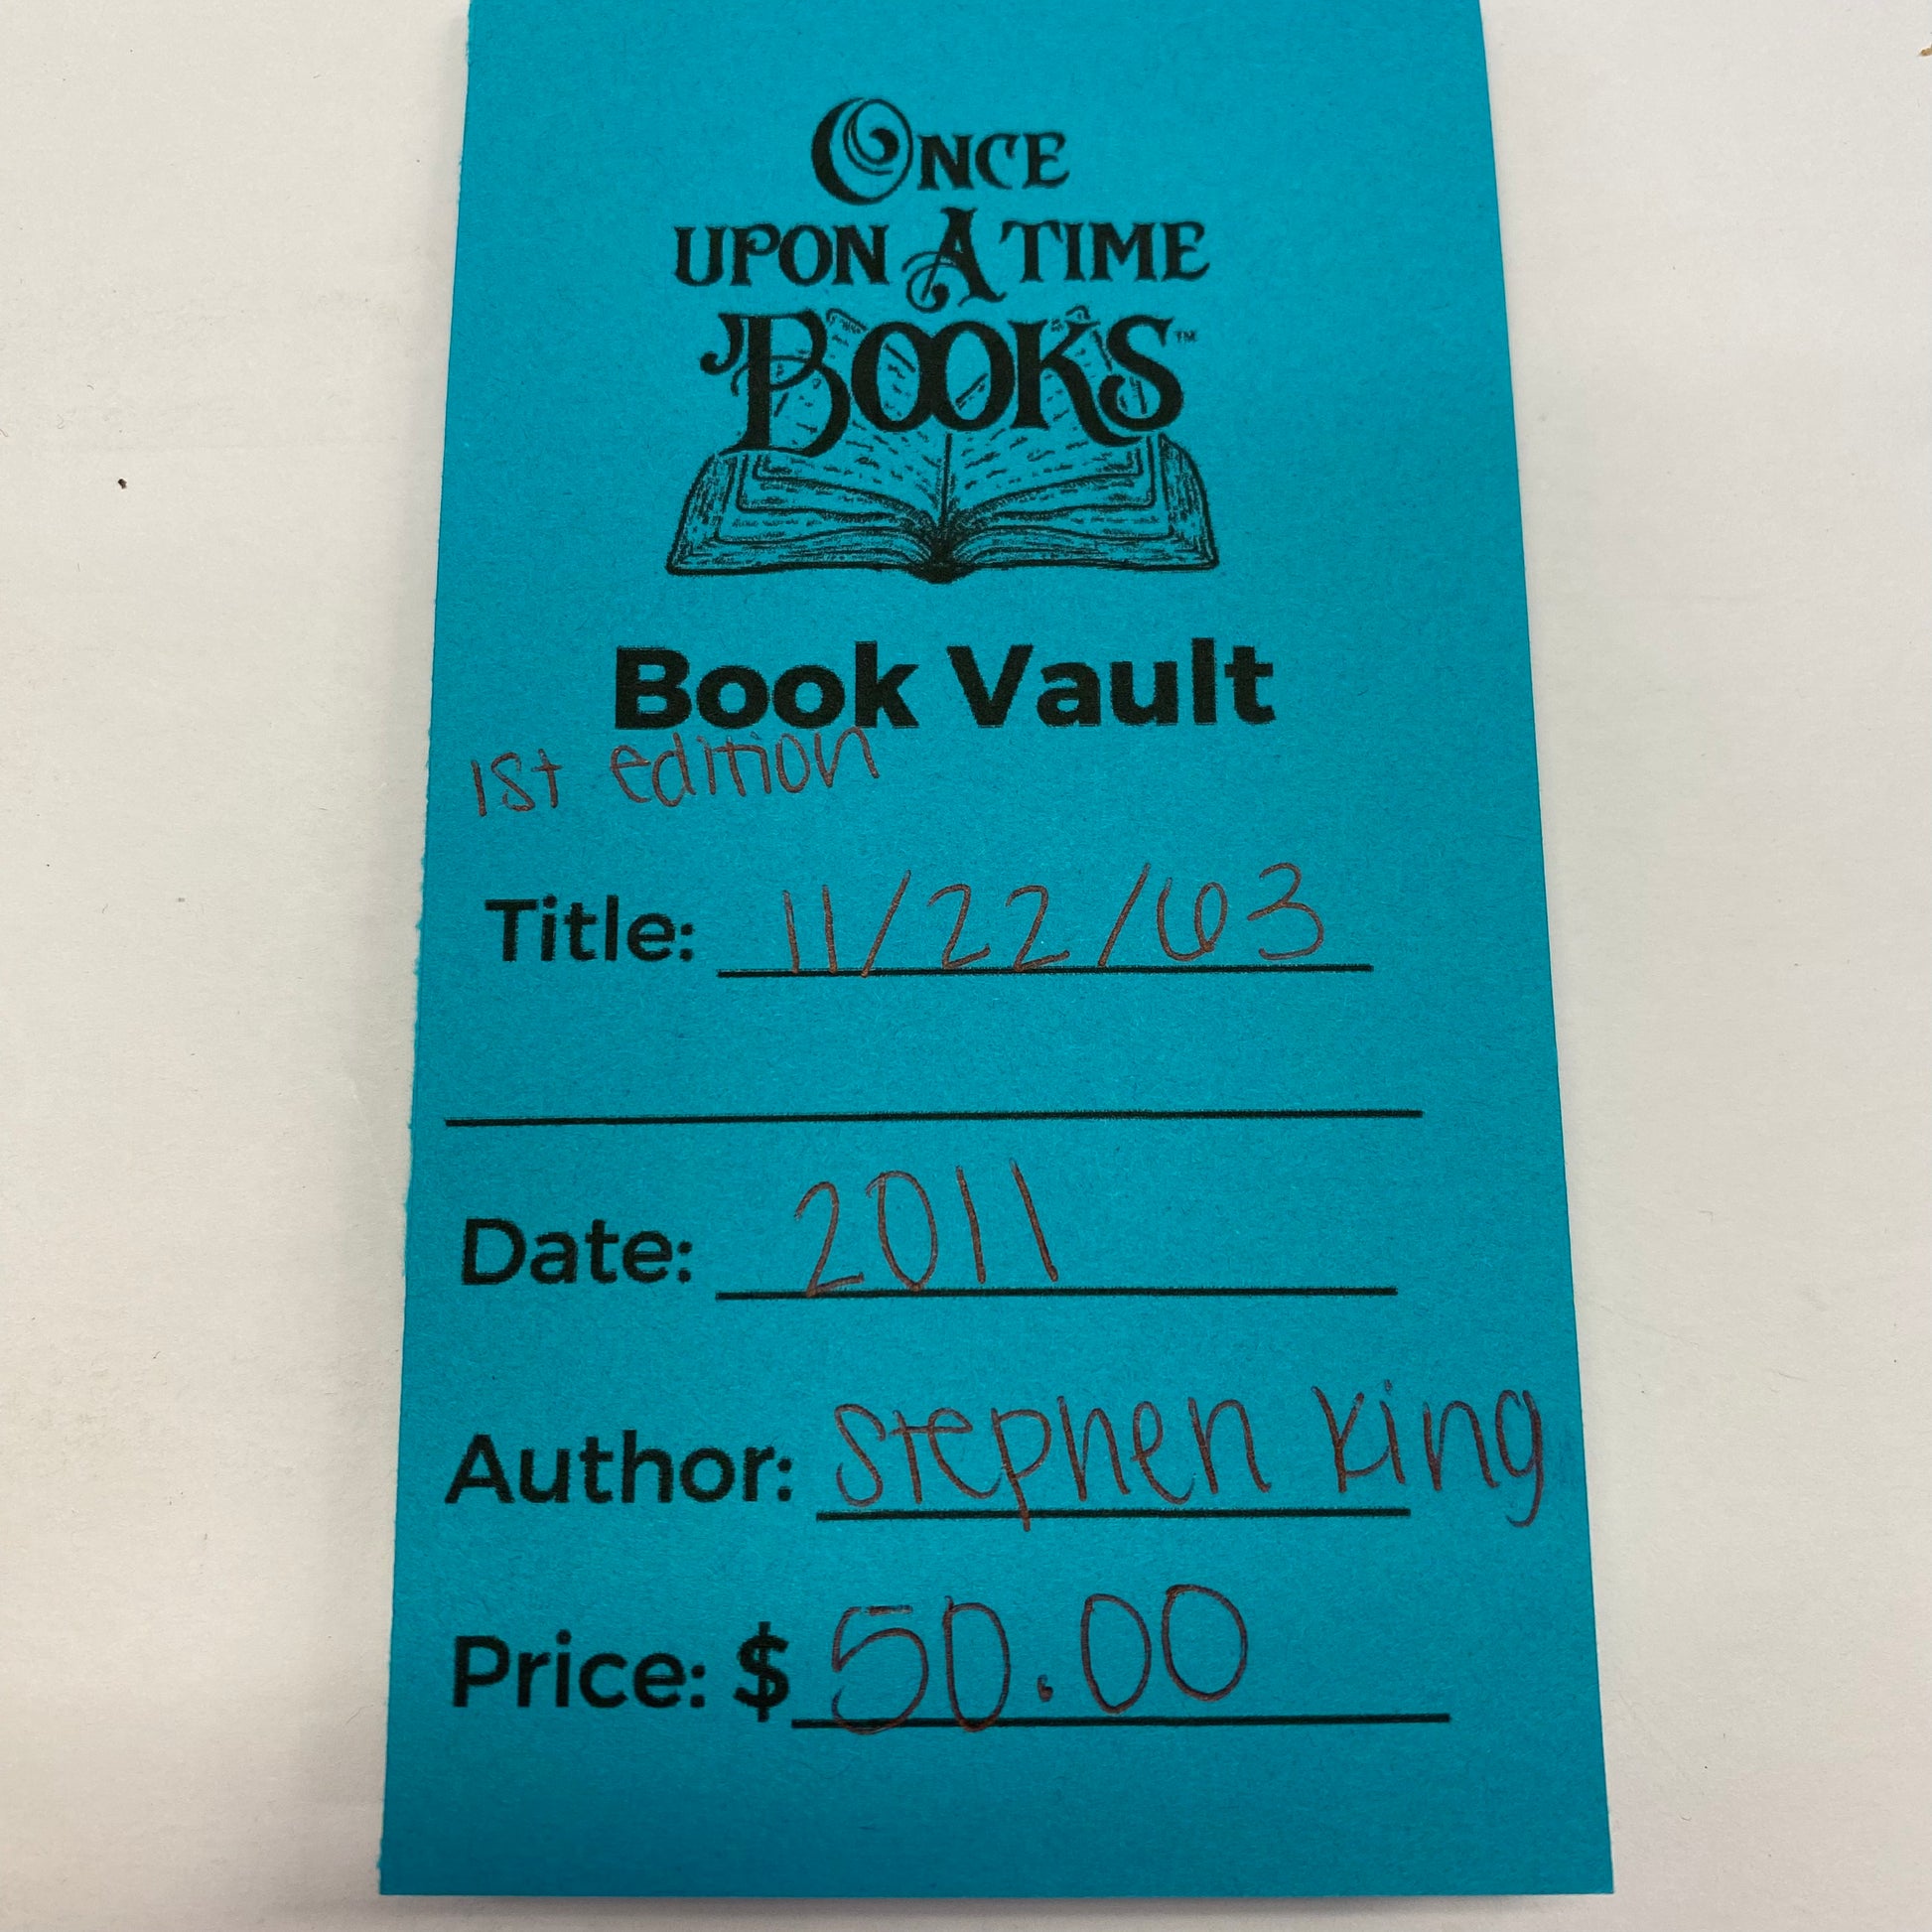 ONCE
UPON A TIME
BOOKS™
Book Vault
1st edition
Title: 11/22/63
Date: 2011
Author: Stephen King
Price: $50.00